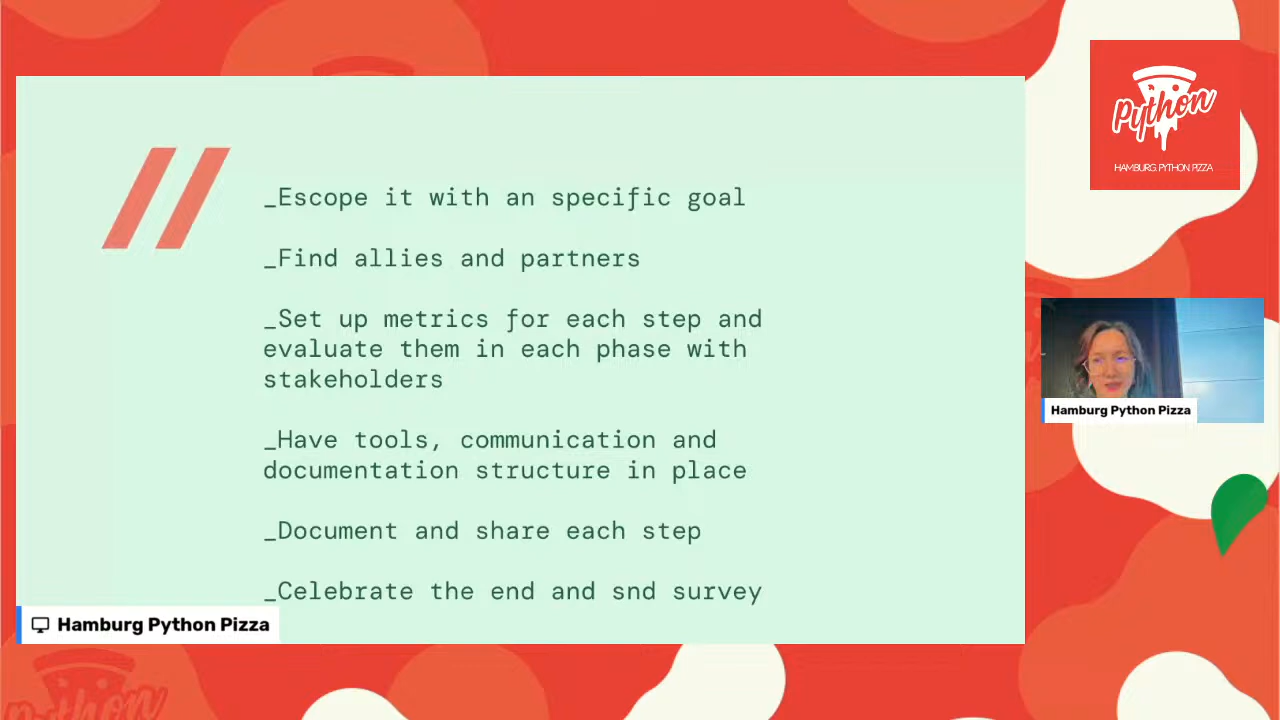 _Escope it with an specific goal
_Find allies and partners
_Set up metrics for each step and
evaluate them in each phase with
stakeholders
_Have tools, communication and
documentation structure in place
_Document and share each step
_Celebrate the end and snd survey
Hamburg Python Pizza
Python
HAMBURG.PYTHON.PIZZA
Hamburg Python Pizza
Python